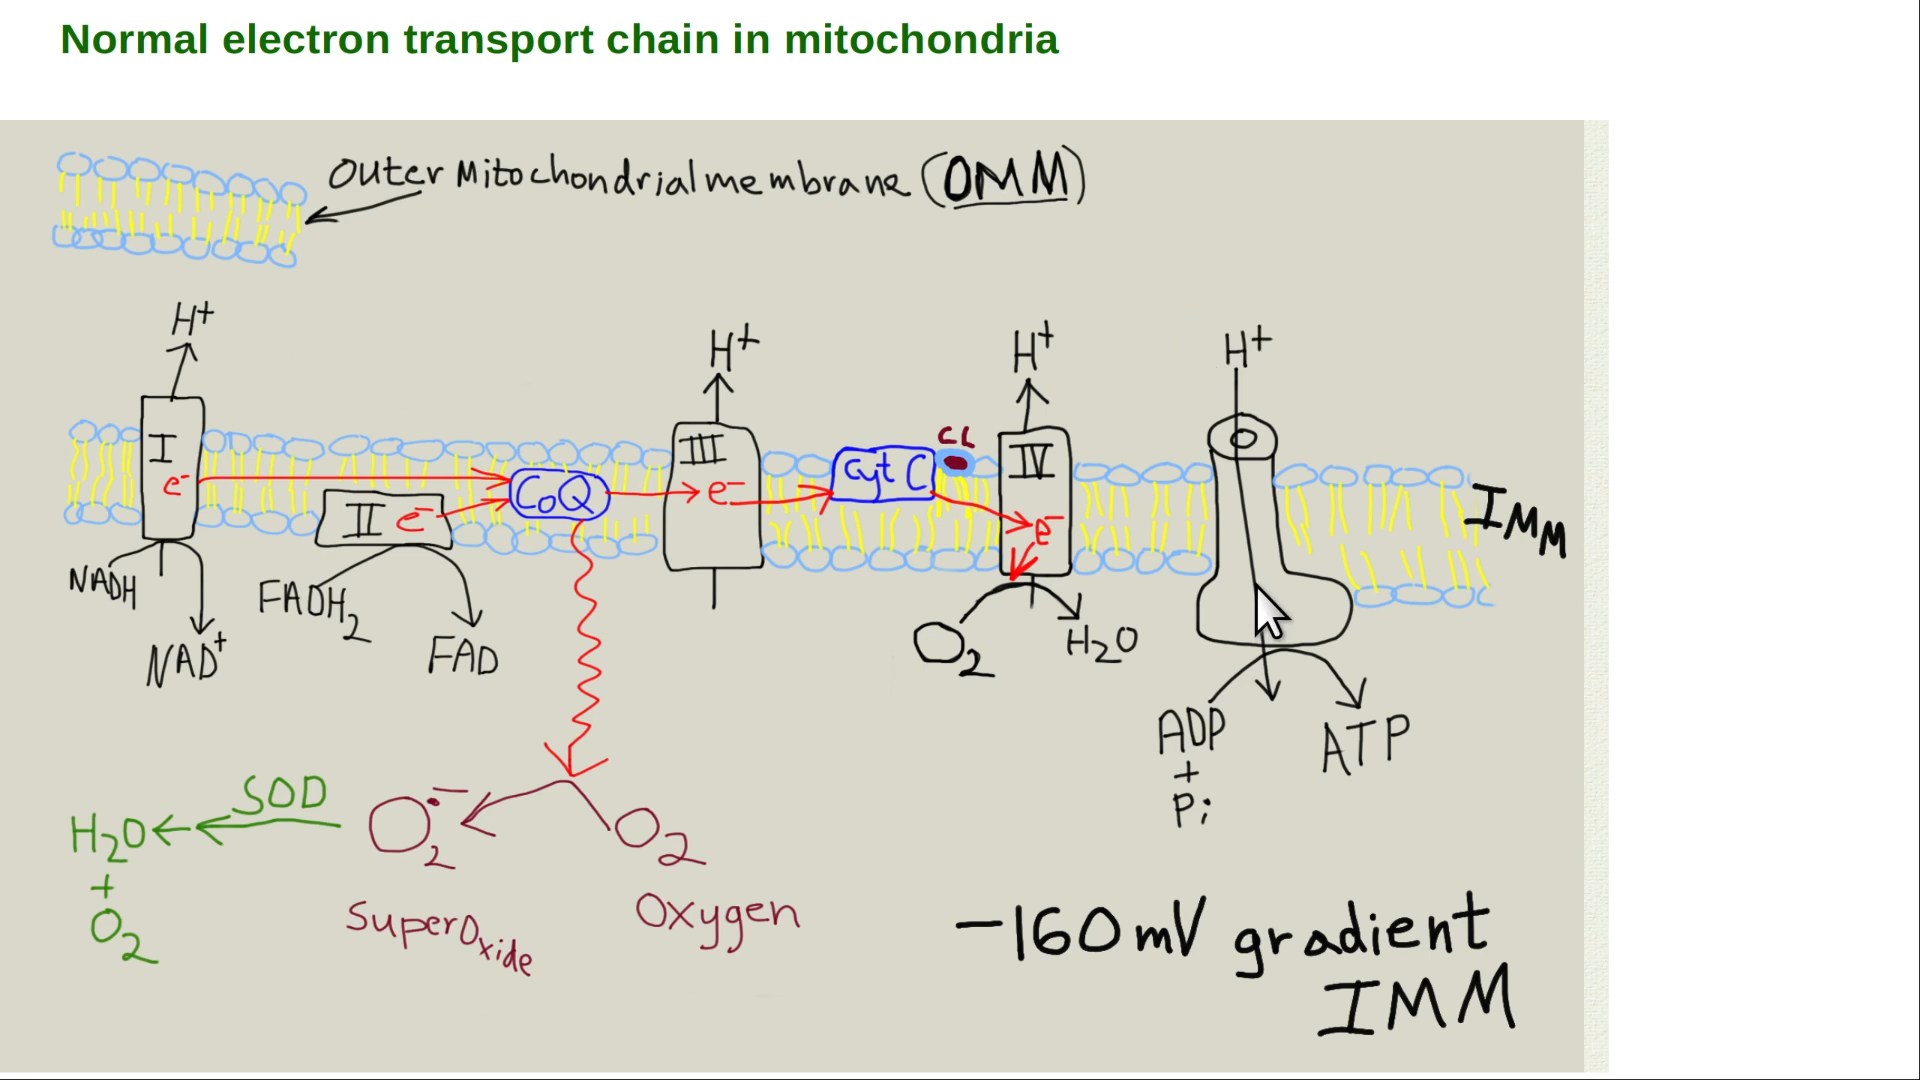 Normal electron transport chain in mitochondria
Outer Mitochondrial membrane (OMM)
H+
H+
H+
H+
I
e-
II
e-
CoQ
III
e-
Cyt C
CL
IV
e-
IMM
NADH
NAD+
FADH2
FAD
O2
H2O
ADP
+
Pi
ATP
SOD
H2O
+
O2
O2•-
Superoxide
O2
Oxygen
-160mV gradient
IMM